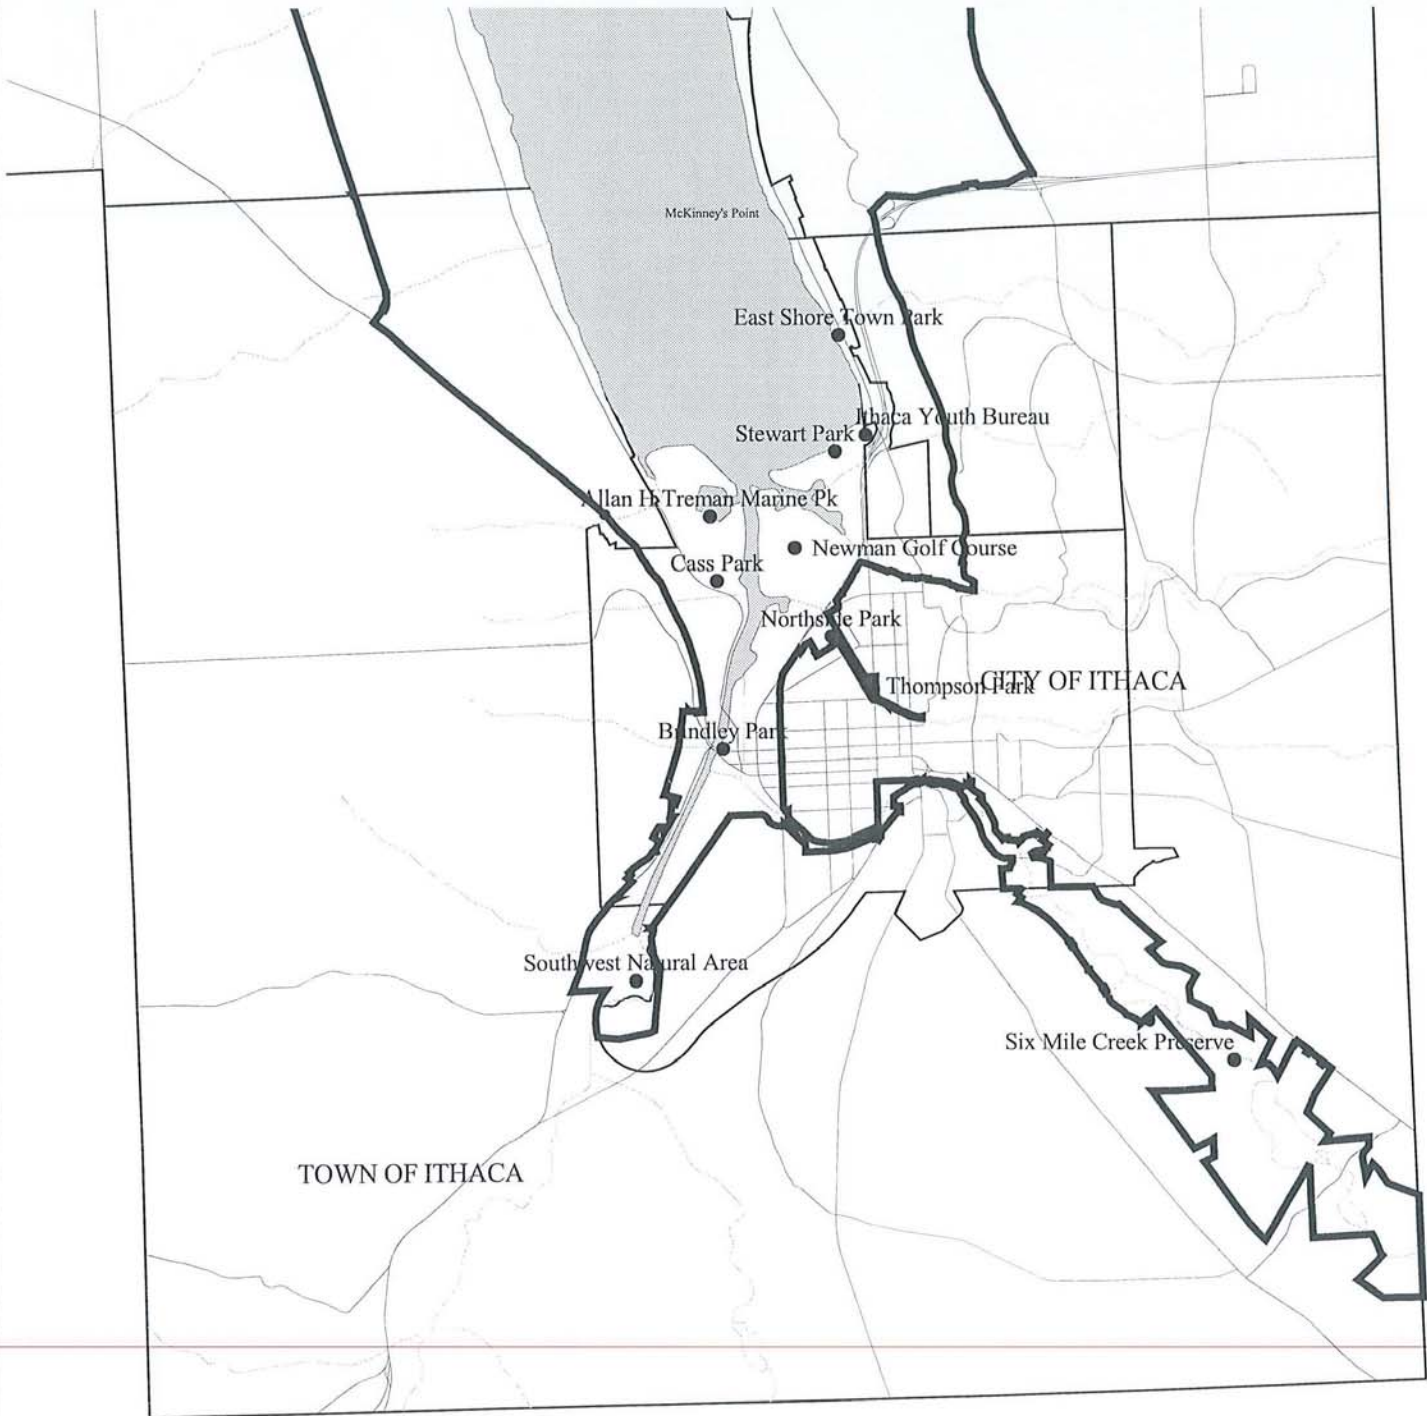 McKinney's Point
East Shore Town Park
Ithaca Youth Bureau
Stewart Park
Allan H Treman Marine Pk
Newman Golf Course
Cass Park
Northside Park
CITY OF ITHACA
Thompson Park
Brindley Park
Southwest Natural Area
Six Mile Creek Preserve
TOWN OF ITHACA